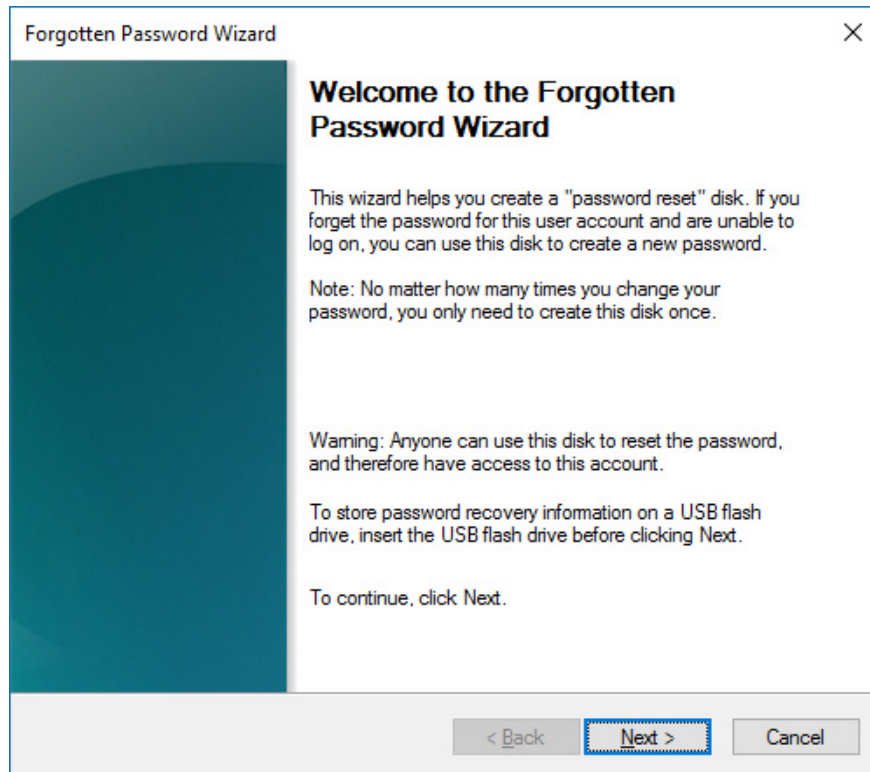 Forgotten Password Wizard
Welcome to the Forgotten
Password Wizard
This wizard helps you create a "password reset" disk. If you
forget the password for this user account and are unable to
log on, you can use this disk to create a new password.
Note: No matter how many times you change your
password, you only need to create this disk once.
Warning: Anyone can use this disk to reset the password,
and therefore have access to this account.
To store password recovery information on a USB flash
drive, insert the USB flash drive before clicking Next.
To continue, click Next.
< Back Next > Cancel